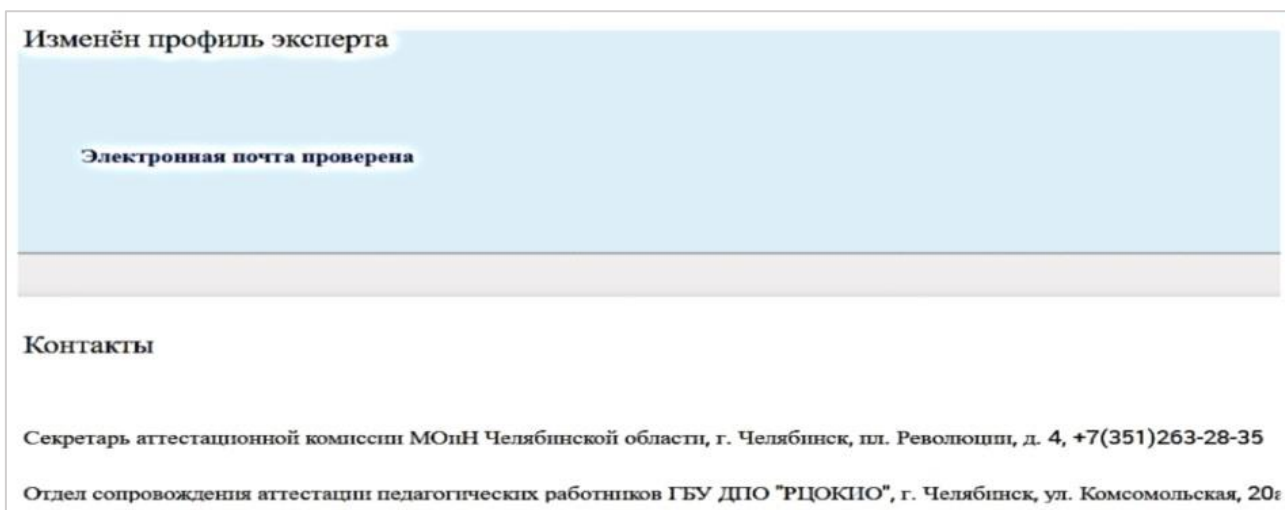 Изменён профиль эксперта
Электронная почта проверена
Контакты
Секретарь аттестационной комиссии МОиН Челябинской области, г. Челябинск, пл. Революции, д. 4, +7(351)263-28-35
Отдел сопровождения аттестации педагогических работников ГБУ ДПО "РЦОКИО", г. Челябинск, ул. Комсомольская, 20а